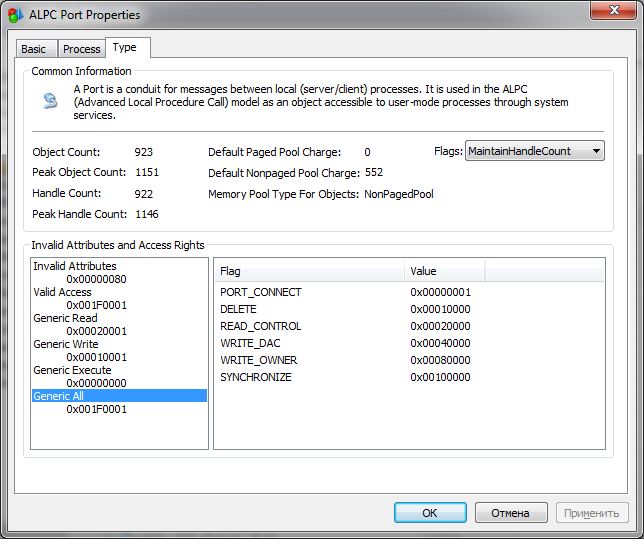 ALPC Port Properties
Basic Process Type
Common Information
A Port is a conduit for messages between local (server/client) processes. It is used in the ALPC
(Advanced Local Procedure Call) model as an object accessible to user-mode processes through system
services.
Object Count: 923 Default Paged Pool Charge: 0 Flags: MaintainHandleCount
Peak Object Count: 1151 Default Nonpaged Pool Charge: 552
Handle Count: 922 Memory Pool Type For Objects: NonPagedPool
Peak Handle Count: 1146
Invalid Attributes and Access Rights
Invalid Attributes
0x00000080
Valid Access
0x001F0001
Generic Read
0x00020001
Generic Write
0x00010001
Generic Execute
0x00000000
Generic All
0x001F0001
Flag Value
PORT_CONNECT 0x00000001
DELETE 0x00010000
READ_CONTROL 0x00020000
WRITE_DAC 0x00040000
WRITE_OWNER 0x00080000
SYNCHRONIZE 0x00100000
OK Отмена Применить